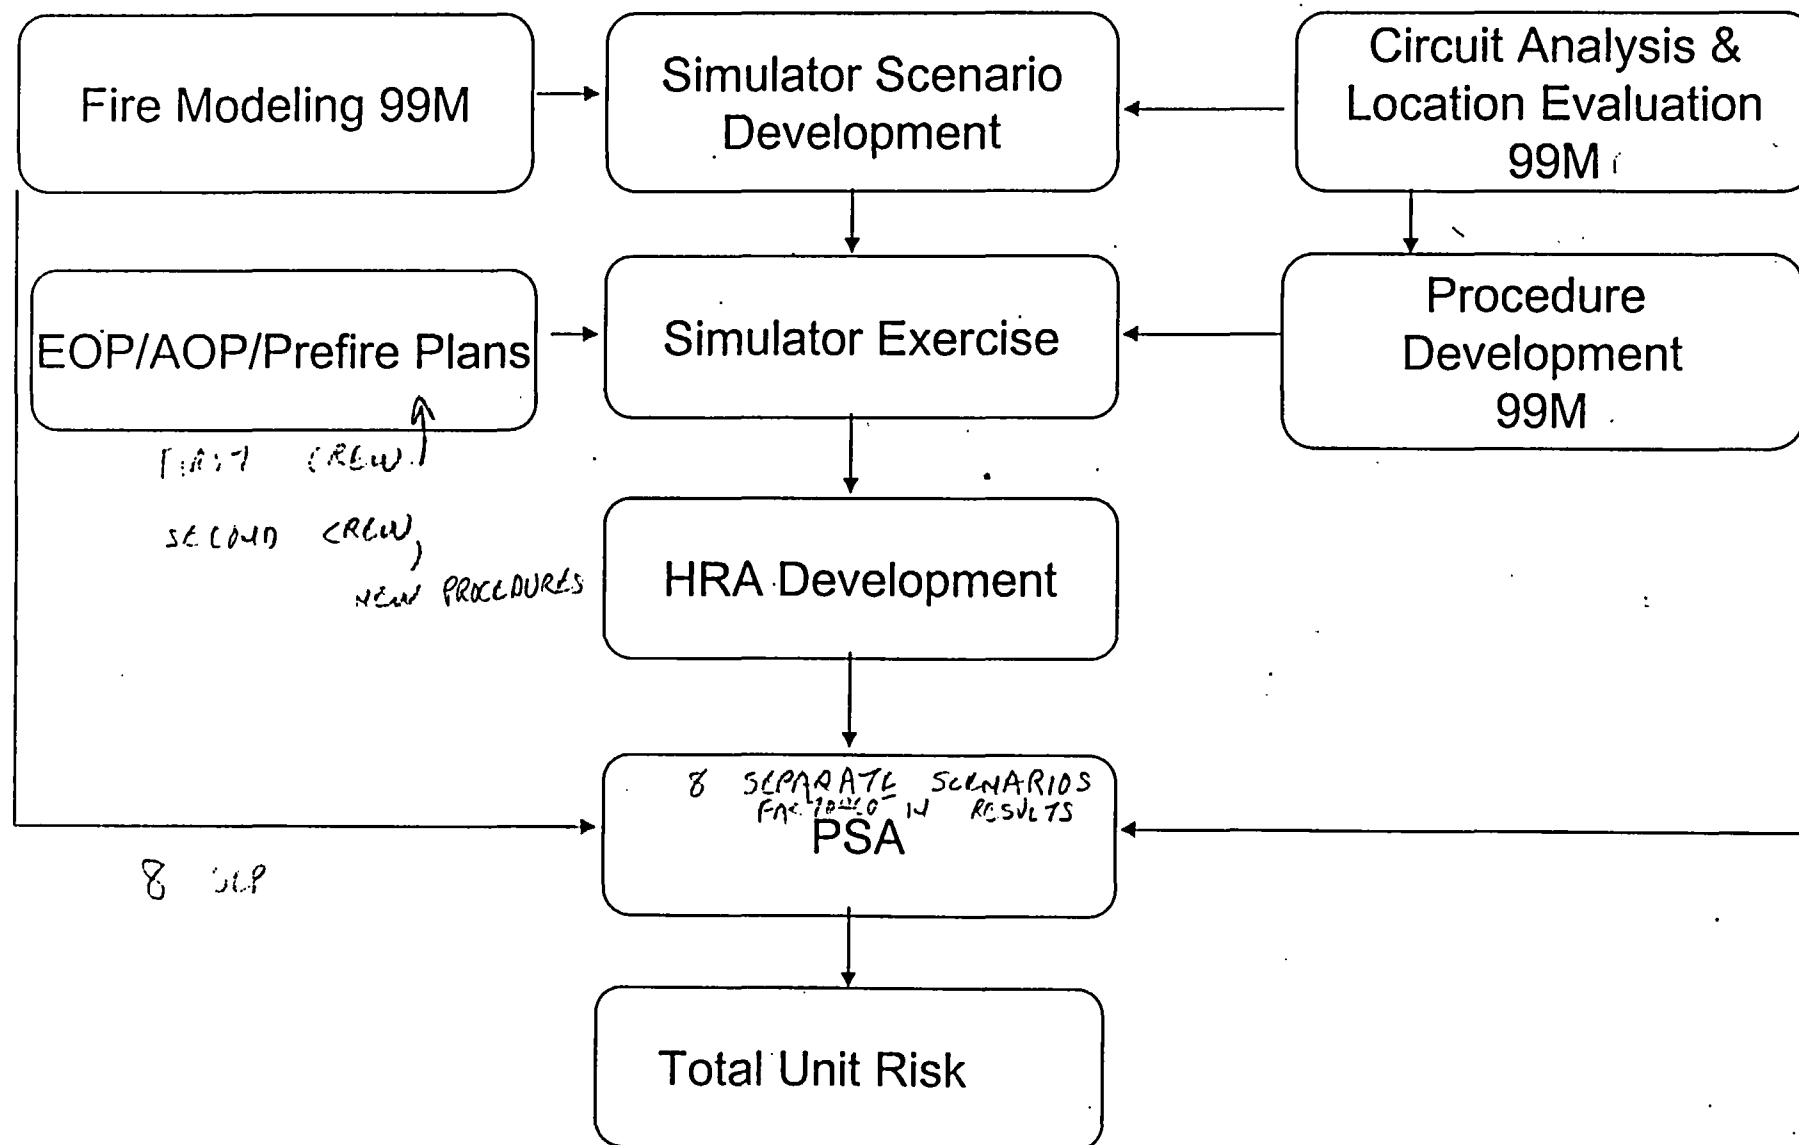 Fire Modeling 99M
Simulator Scenario
Development
Circuit Analysis &
Location Evaluation
99M
EOP/AOP/Prefire Plans
Simulator Exercise
Procedure
Development
99M
FIRST CREW
SECOND CREW,
NEW PROCEDURES
HRA Development
8 SEPARATE SCENARIOS
FACTORED IN RESULTS
PSA
8
Total Unit Risk